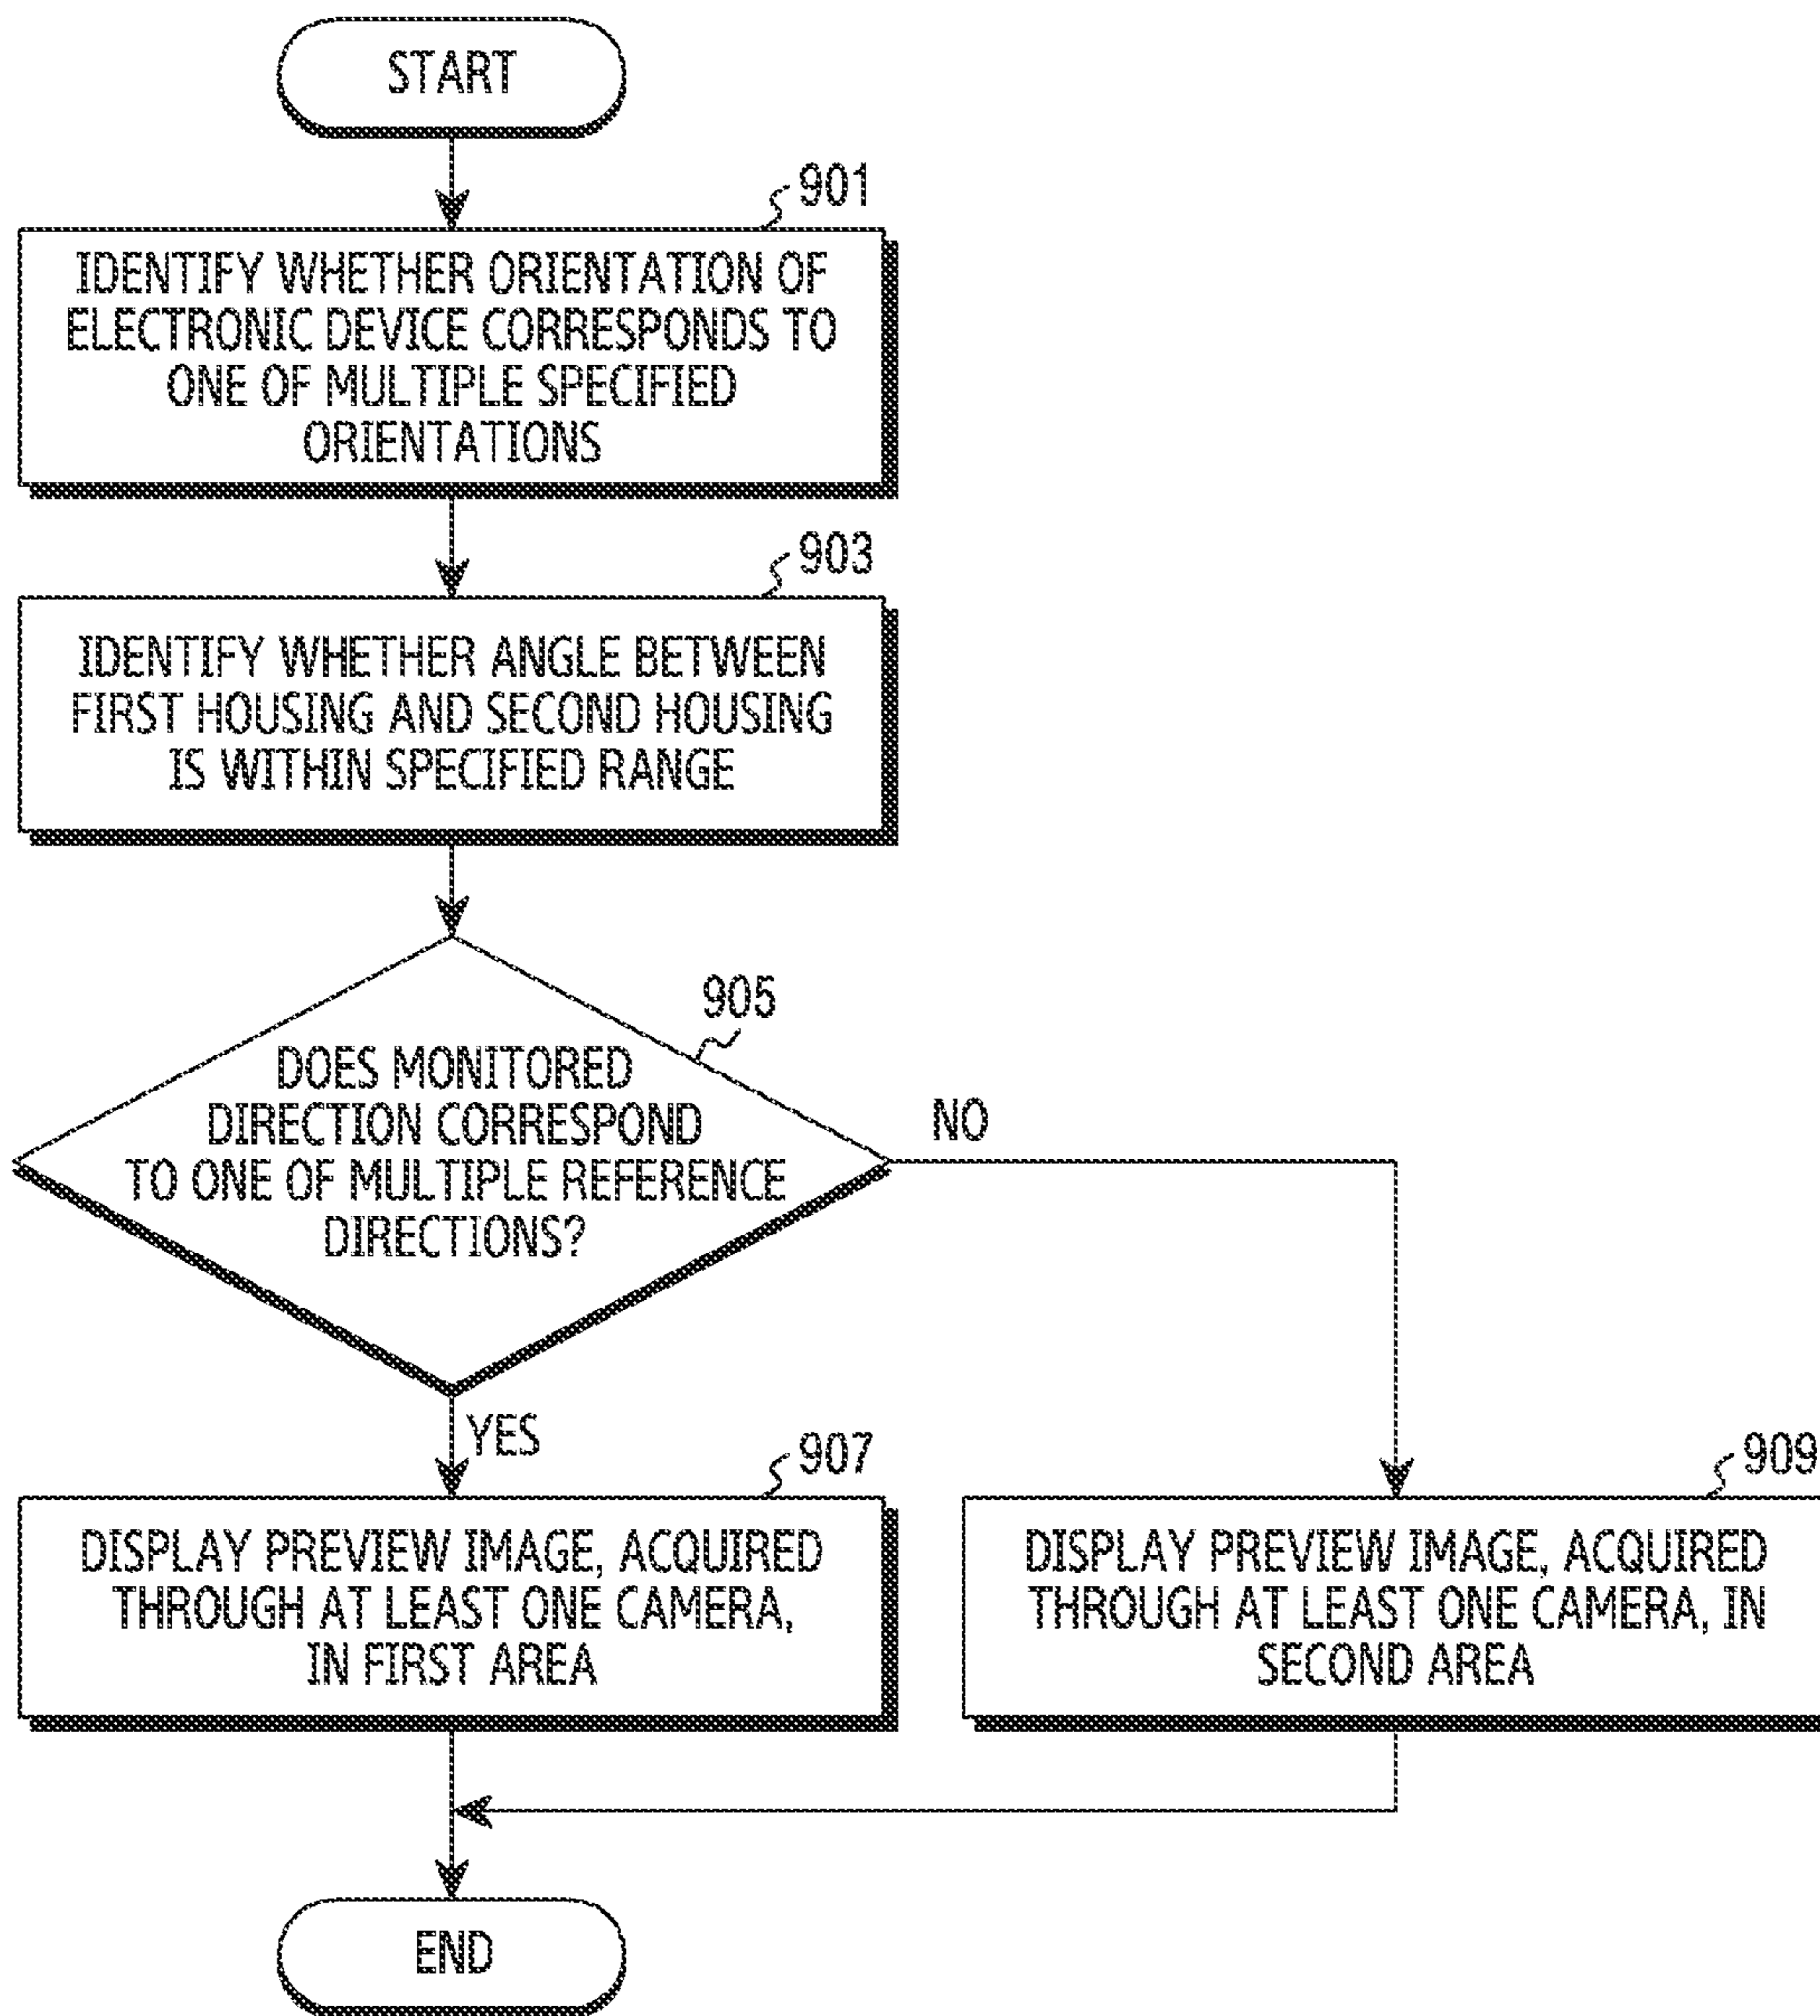 START
901
IDENTIFY WHETHER ORIENTATION OF
ELECTRONIC DEVICE CORRESPONDS TO
ONE OF MULTIPLE SPECIFIED
ORIENTATIONS
903
IDENTIFY WHETHER ANGLE BETWEEN
FIRST HOUSING AND SECOND HOUSING
IS WITHIN SPECIFIED RANGE
905
DOES MONITORED
DIRECTION CORRESPOND
TO ONE OF MULTIPLE REFERENCE
DIRECTIONS?
NO
YES
907
DISPLAY PREVIEW IMAGE, ACQUIRED
THROUGH AT LEAST ONE CAMERA,
IN FIRST AREA
909
DISPLAY PREVIEW IMAGE, ACQUIRED
THROUGH AT LEAST ONE CAMERA, IN
SECOND AREA
END